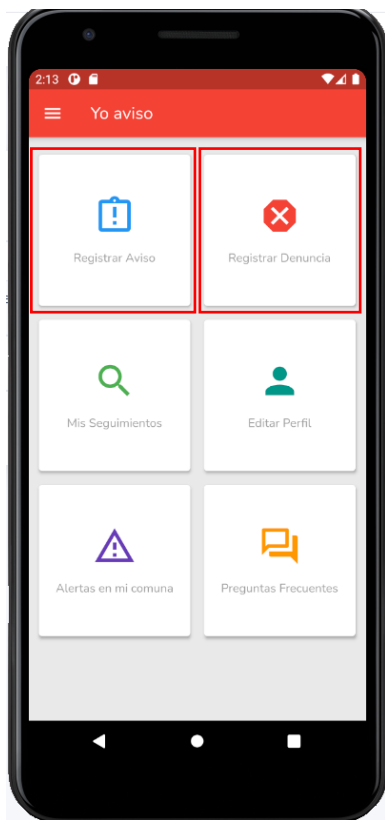 2:13
Yo aviso
Registrar Aviso
Registrar Denuncia
Mis Seguimientos
Editar Perfil
Alertas en mi comuna
Preguntas Frecuentes